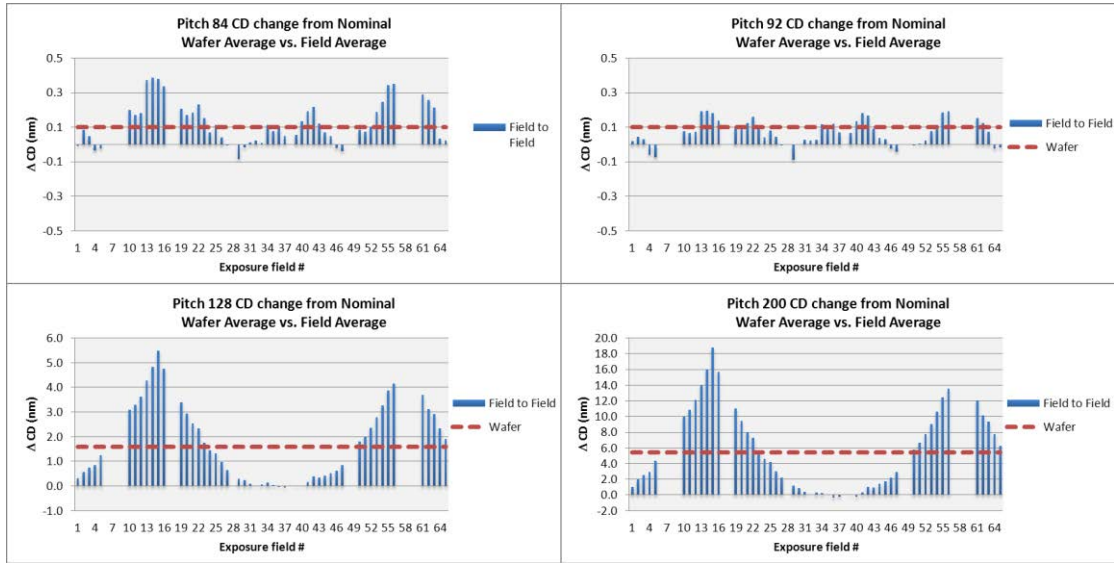 Pitch 84 CD change from Nominal
Wafer Average vs. Field Average
0.5
0.3
0.1
-0.1
-0.3
-0.5
Δ CD (nm)
1 4 7 10 13 16 19 22 25 28 31 34 37 40 43 46 49 52 55 58 61 64
Exposure field #
Field to
Field
Wafer
Pitch 92 CD change from Nominal
Wafer Average vs. Field Average
0.5
0.3
0.1
-0.1
-0.3
-0.5
Δ CD (nm)
1 4 7 10 13 16 19 22 25 28 31 34 37 40 43 46 49 52 55 58 61 64
Exposure field #
Field to Field
Wafer
Pitch 128 CD change from Nominal
Wafer Average vs. Field Average
6.0
5.0
4.0
3.0
2.0
1.0
0.0
-1.0
Δ CD (nm)
1 4 7 10 13 16 19 22 25 28 31 34 37 40 43 46 49 52 55 58 61 64
Exposure field #
Field to Field
Wafer
Pitch 200 CD change from Nominal
Wafer Average vs. Field Average
20.0
18.0
16.0
14.0
12.0
10.0
8.0
6.0
4.0
2.0
0.0
-2.0
Δ CD (nm)
1 4 7 10 13 16 19 22 25 28 31 34 37 40 43 46 49 52 55 58 61 64
Exposure field #
Field to Field
Wafer